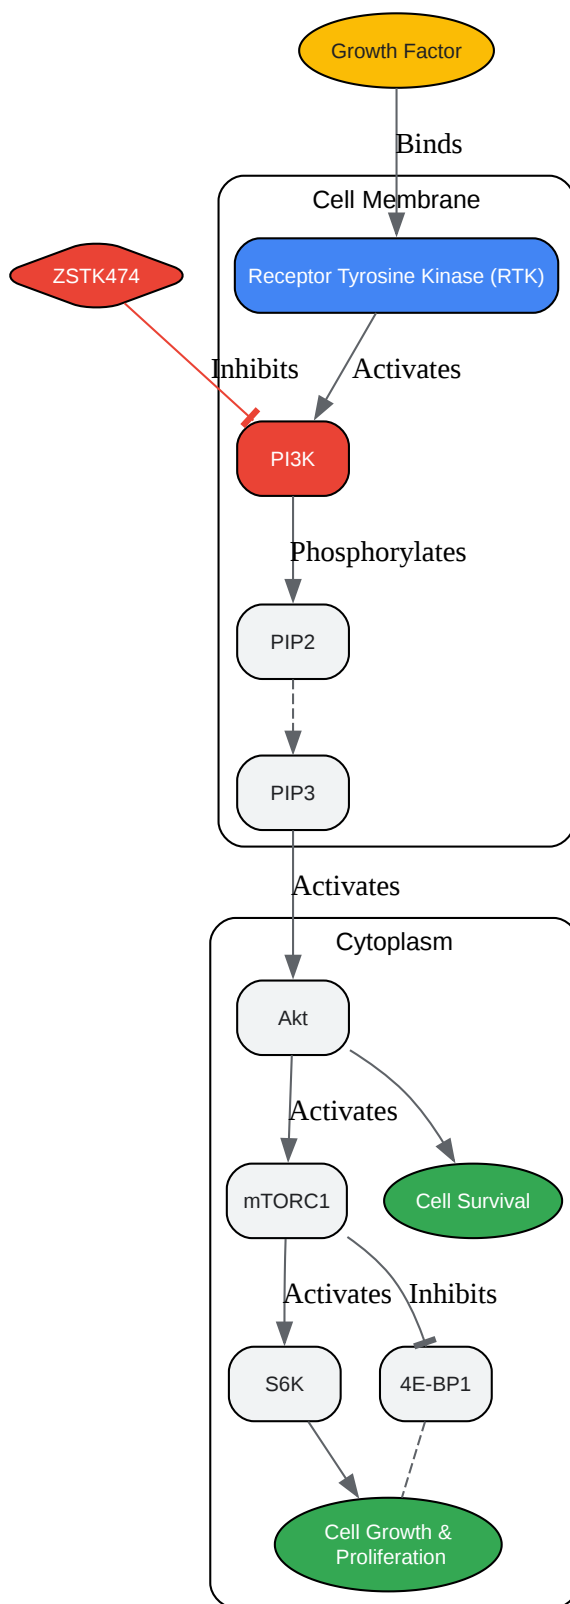 Growth Factor
Binds
Cell Membrane
ZSTK474
Receptor Tyrosine Kinase (RTK)
Inhibits
Activates
PI3K
Phosphorylates
PIP2
PIP3
Activates
Cytoplasm
Akt
Activates
mTORC1
Cell Survival
Activates
Inhibits
S6K
4E-BP1
Cell Growth &
Proliferation